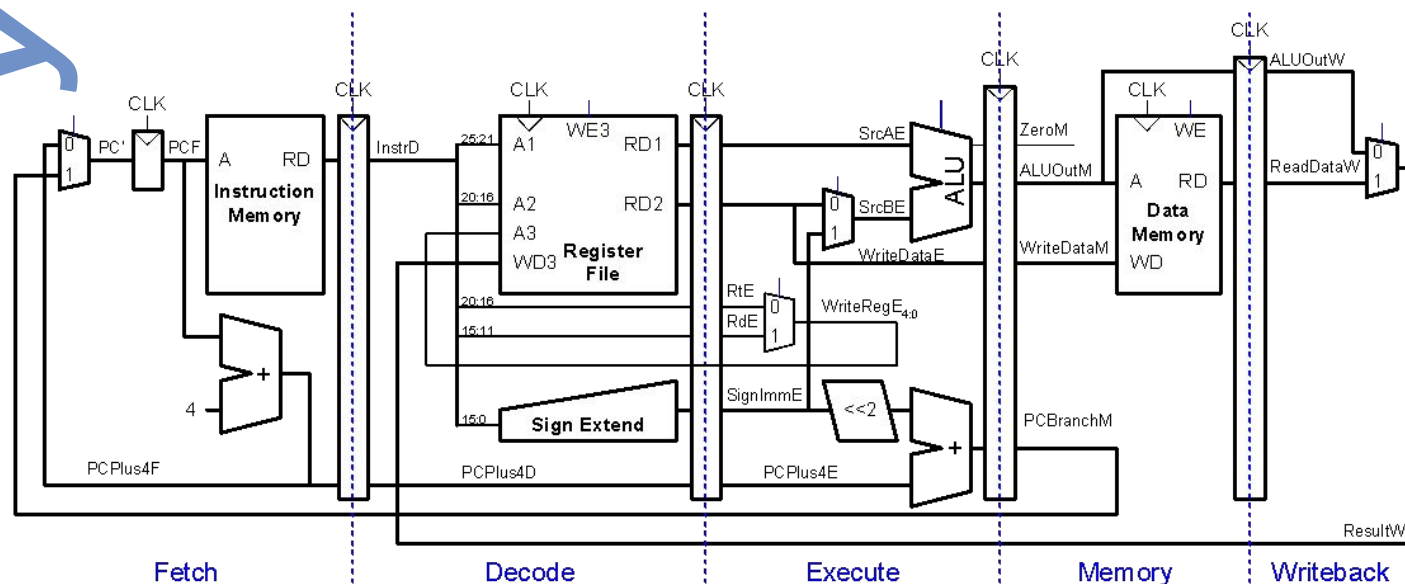 CLK
CLK
ALUOutW
CLK
CLK
CLK
CLK
CLK
CLK
0
1
PC'
PCF
A
RD
Instruction
Memory
InstrD
25:21
A1
WE3
RD1
20:16
A2
RD2
A3
WD3
Register
File
SrcAE
0
1
SrcBE
ALU
WriteDataE
ZeroM
ALUOutM
WriteDataM
WE
A
RD
Data
Memory
WD
ReadDataW
0
1
20:16
15:11
RtE
RdE
0
1
WriteRegE4:0
4
+
15:0
Sign Extend
SignImmE
<<2
+
PCBranchM
PCPlus4F
PCPlus4D
PCPlus4E
ResultW
Fetch
Decode
Execute
Memory
Writeback